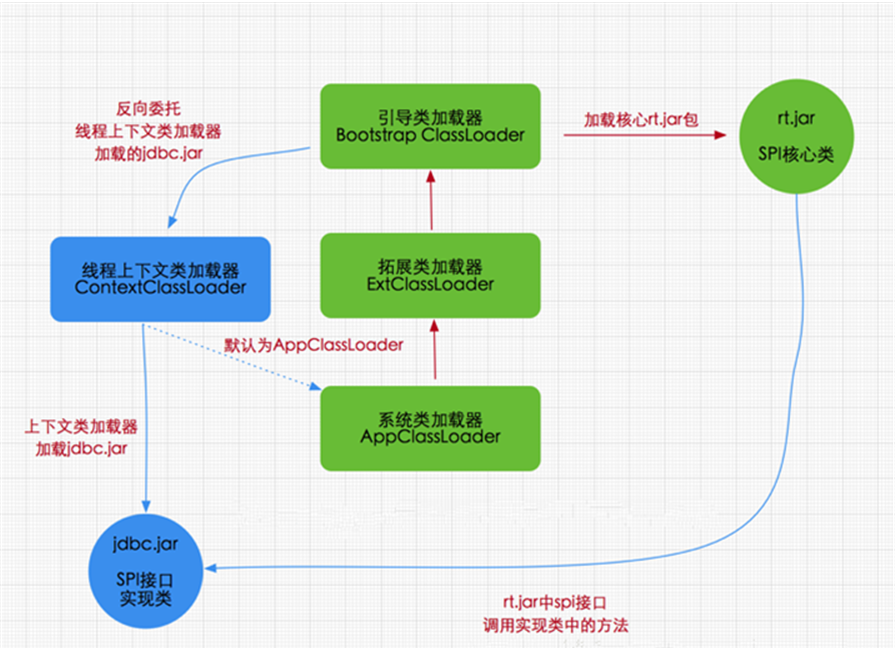 反向委托
线程上下文类加载器
加载的jdbc.jar
引导类加载器
Bootstrap ClassLoader
加载核心rt.jar包
rt.jar
SPI核心类
线程上下文类加载器
ContextClassLoader
拓展类加载器
ExtClassLoader
默认为AppClassLoader
系统类加载器
AppClassLoader
上下文类加载器
加载jdbc.jar
jdbc.jar
SPI接口
实现类
rt.jar中spi接口
调用实现类中的方法